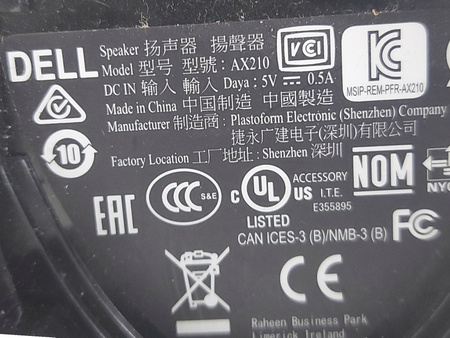 DELL
Speaker 扬声器 揚聲器
Model 型号 型號: AX210
DC IN 输入 輸入 Daya: 5V ⎓ 0.5A
Made in China 中国制造 中國製造
Manufacturer 制造商: Plastoform Electronic (Shenzhen) Company
捷永广建电子(深圳)有限公司
Factory Location 工厂地址: Shenzhen 深圳
VCI
MSIP-REM-PFR-AX210
10
EAC
CCC S&E
C UL US
LISTED
ACCESSORY
I.T.E.
E355895
NOM
NYC
CAN ICES-3 (B)/NMB-3 (B)
FC
CE
Raheen Business Park
Limerick Ireland